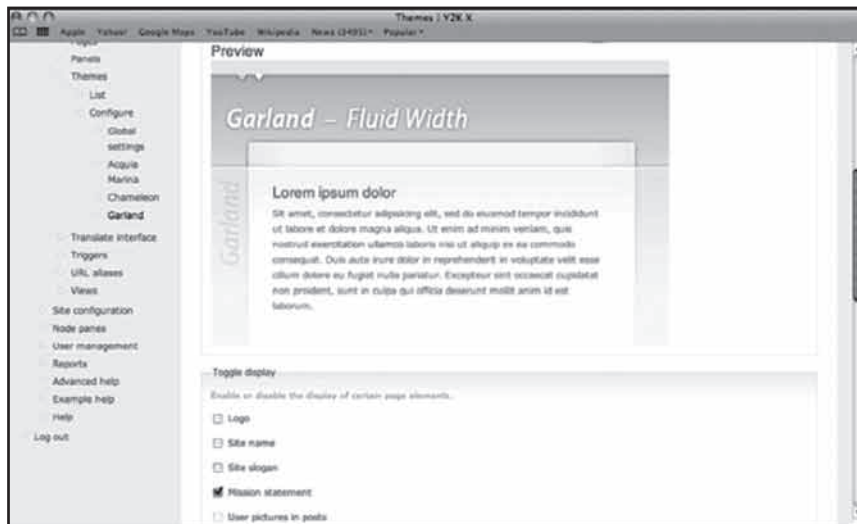 Themes | Y2K X
Apple Yahoo! Google Maps YouTube Wikipedia News (3491) Popular
Pages
Panels
Themes
List
Configure
Global
settings
Acquia
Marina
Chameleon
Garland
Translate interface
Triggers
URL aliases
Views
Site configuration
Node panes
User management
Reports
Advanced help
Example help
Help
Log out
Preview
Garland – Fluid Width
Garland
Lorem ipsum dolor
Sit amet, consectetur adipisicing elit, sed do eiusmod tempor incididunt
ut labore et dolore magna aliqua. Ut enim ad minim veniam, quis
nostrud exercitation ullamco laboris nisi ut aliquip ex ea commodo
consequat. Duis aute irure dolor in reprehenderit in voluptate velit esse
cillum dolore eu fugiat nulla pariatur. Excepteur sint occaecat cupidatat
non proident, sunt in culpa qui officia deserunt mollit anim id est
laborum.
Toggle display
Enable or disable the display of certain page elements.
Logo
Site name
Site slogan
Mission statement
User pictures in posts